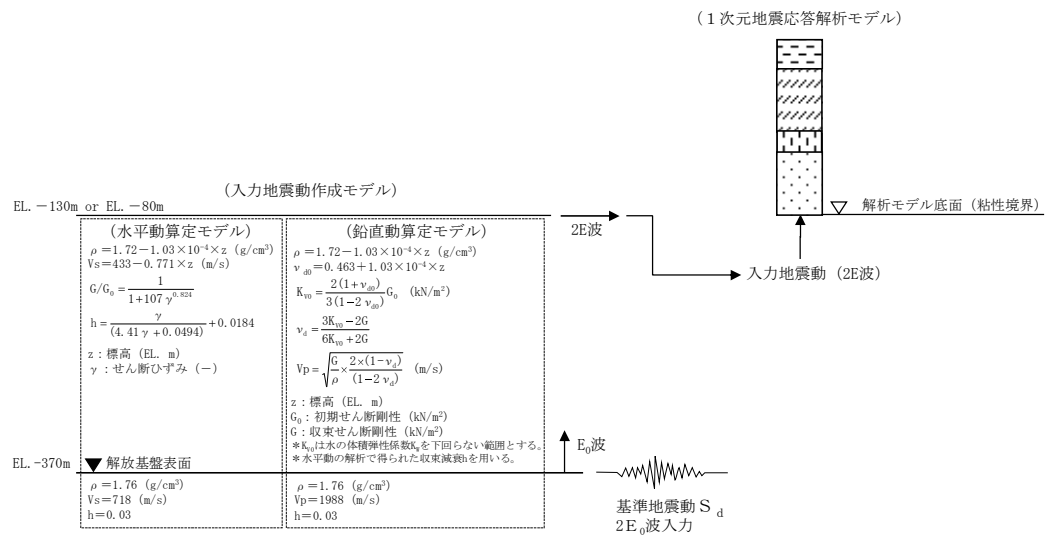 (1次元地震応答解析モデル)
(入力地震動作成モデル)
EL.－130m or EL.－80m
(水平動算定モデル)
ρ＝1.72－1.03×10⁻⁴×z (g/cm³)
Vs＝433－0.771×z (m/s)
G/G₀＝1/(1+107 γ^0.824)
h＝γ/(4.41 γ＋0.0494)＋0.0184
z：標高 (EL. m)
γ：せん断ひずみ (－)
(鉛直動算定モデル)
ρ＝1.72－1.03×10⁻⁴×z (g/cm³)
ν_d0＝0.463＋1.03×10⁻⁴×z
K_V0＝2(1＋ν_d0)/3(1－2ν_d0) G₀ (kN/m²)
ν_d＝(3K_V0－2G)/(6K_V0＋2G)
Vp＝√(G/ρ×2×(1－ν_d)/(1－2ν_d)) (m/s)
z：標高 (EL. m)
G₀：初期せん断剛性 (kN/m²)
G：収束せん断剛性 (kN/m²)
＊K_V0は水の体積弾性係数K_wを下回らない範囲とする。
＊水平動の解析で得られた収束減衰hを用いる。
2E波
解析モデル底面 (粘性境界)
入力地震動 (2E波)
E₀波
EL.-370m
解放基盤表面
ρ＝1.76 (g/cm³)
Vs＝718 (m/s)
h＝0.03
ρ＝1.76 (g/cm³)
Vp＝1988 (m/s)
h＝0.03
基準地震動Ｓ_d
2Ｅ₀波入力